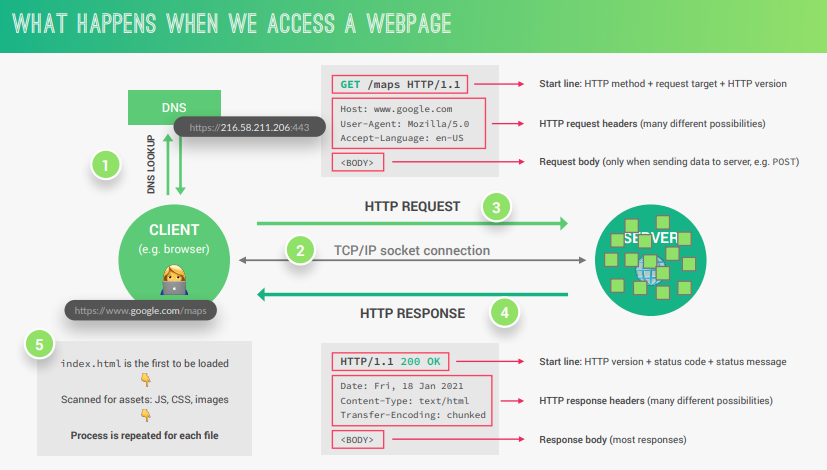 WHAT HAPPENS WHEN WE ACCESS A WEBPAGE
DNS
https://216.58.211.206:443
1
DNS LOOKUP
GET /maps HTTP/1.1
Start line: HTTP method + request target + HTTP version
Host: www.google.com
User-Agent: Mozilla/5.0
Accept-Language: en-US
HTTP request headers (many different possibilities)
<BODY>
Request body (only when sending data to server, e.g. POST)
HTTP REQUEST
3
CLIENT
(e.g. browser)
2
TCP/IP socket connection
SERVER
https://www.google.com/maps
HTTP RESPONSE
4
5
index.html is the first to be loaded
👇
Scanned for assets: JS, CSS, images
👇
Process is repeated for each file
HTTP/1.1 200 OK
Start line: HTTP version + status code + status message
Date: Fri, 18 Jan 2021
Content-Type: text/html
Transfer-Encoding: chunked
HTTP response headers (many different possibilities)
<BODY>
Response body (most responses)